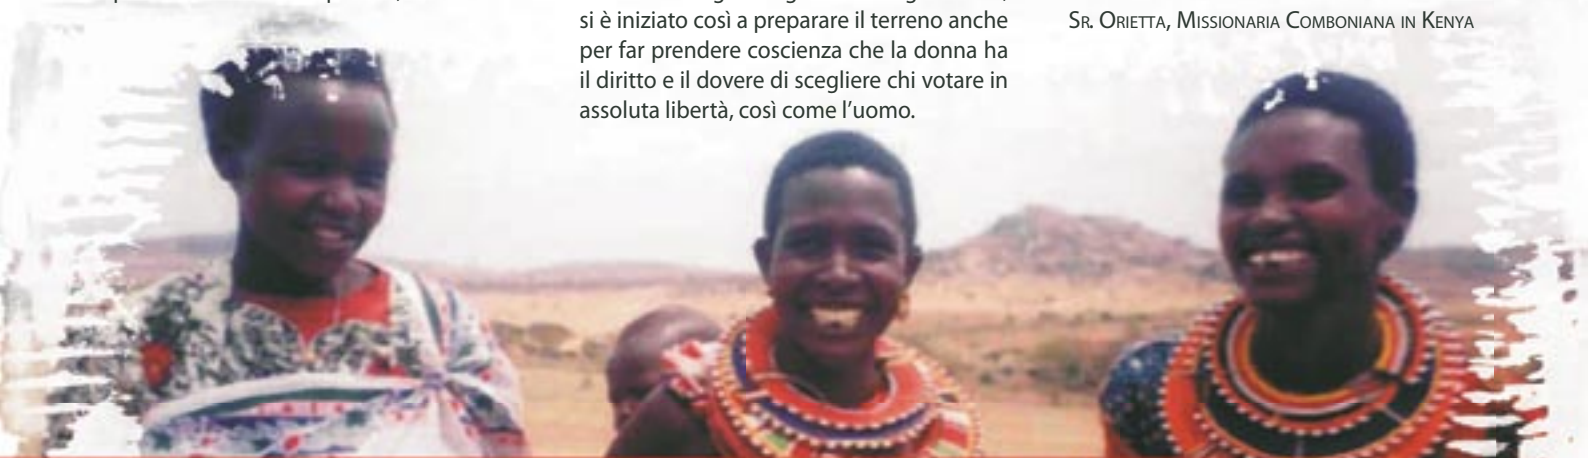 si è iniziato così a preparare il terreno anche
per far prendere coscienza che la donna ha
il diritto e il dovere di scegliere chi votare in
assoluta libertà, così come l’uomo.
Sr. Orietta, Missionaria Comboniana in Kenya